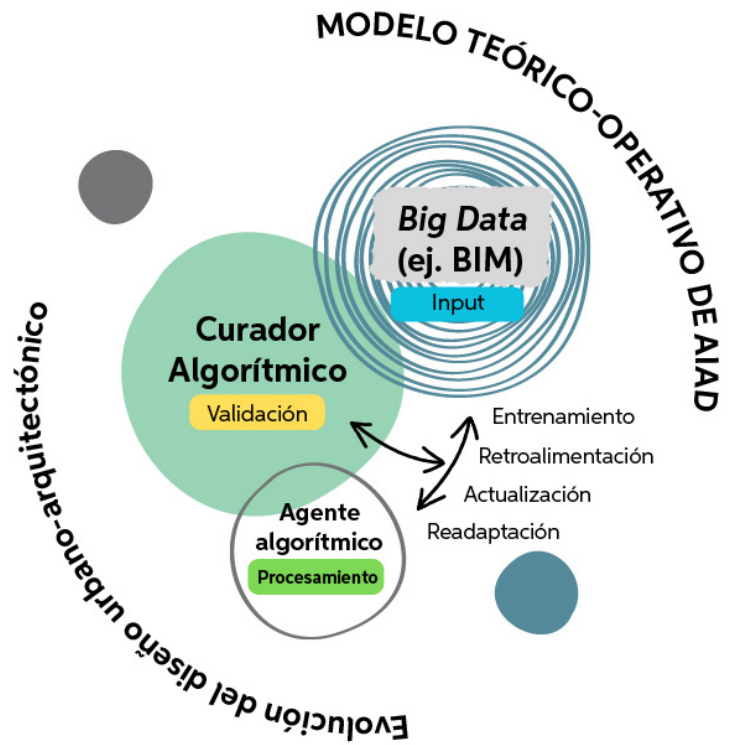 MODELO TEÓRICO-OPERATIVO DE AIAD
Big Data
(ej. BIM)
Input
Curador
Algorítmico
Validación
Entrenamiento
Retroalimentación
Actualización
Readaptación
Agente
algorítmico
Procesamiento
Evolución del diseño urbano-arquitectónico